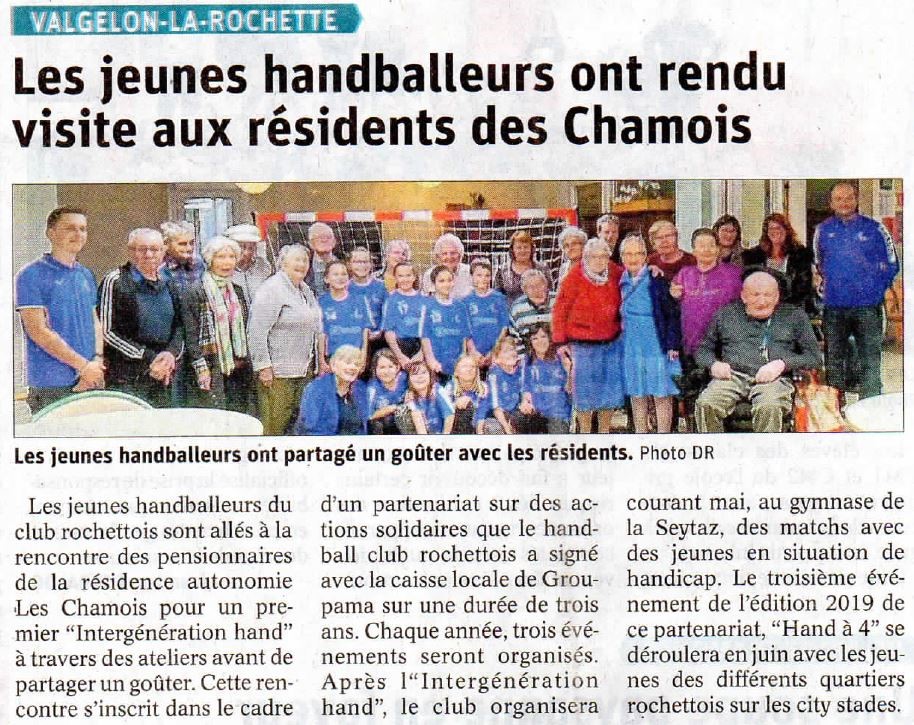 VALGELON-LA-ROCHETTE
Les jeunes handballeurs ont rendu
visite aux résidents des Chamois
Les jeunes handballeurs ont partagé un goûter avec les résidents. Photo DR
Les jeunes handballeurs du
club rochettois sont allés à la
rencontre des pensionnaires
de la résidence autonomie
Les Chamois pour un pre-
mier “Intergénération hand”
à travers des ateliers avant de
partager un goûter. Cette ren-
contre s’inscrit dans le cadre
d’un partenariat sur des ac-
tions solidaires que le hand-
ball club rochettois a signé
avec la caisse locale de Grou-
pama sur une durée de trois
ans. Chaque année, trois évé-
nements seront organisés.
Après l’“Intergénération
hand”, le club organisera
courant mai, au gymnase de
la Seytaz, des matchs avec
des jeunes en situation de
handicap. Le troisième évé-
nement de l’édition 2019 de
ce partenariat, “Hand à 4” se
déroulera en juin avec les jeu-
nes des différents quartiers
rochettois sur les city stades.